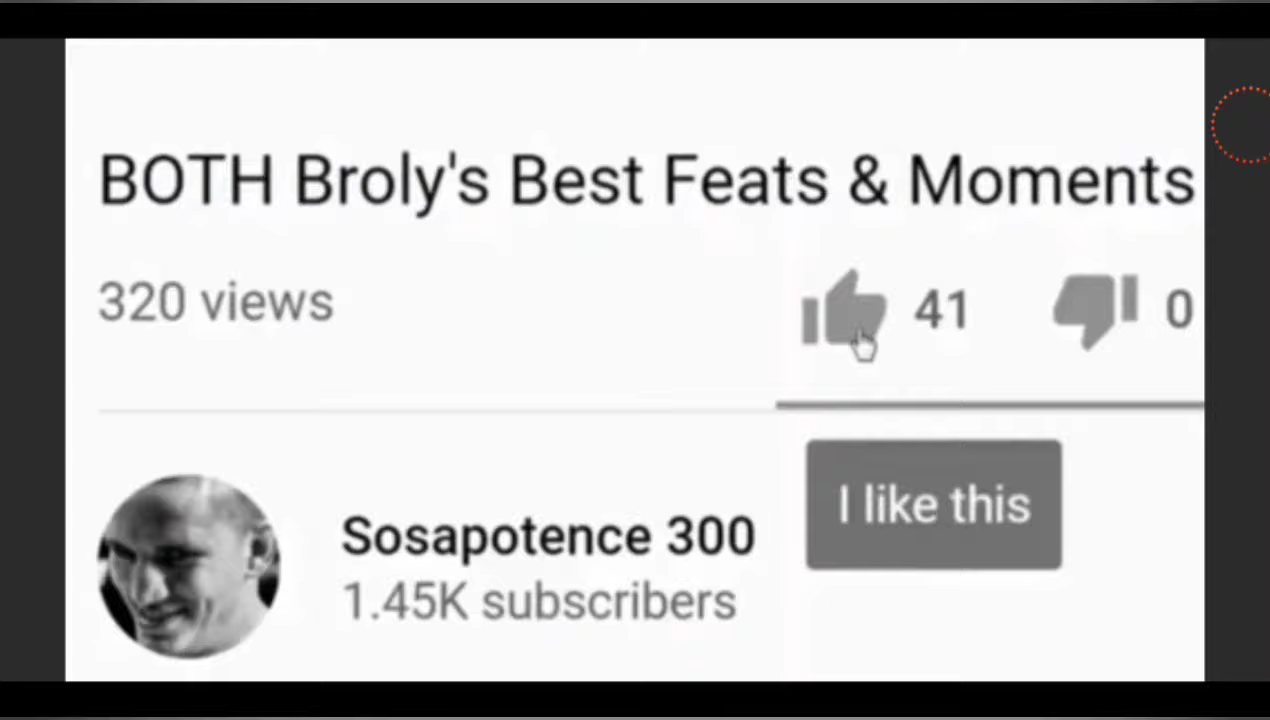 BOTH Broly's Best Feats & Moments
320 views
41
0
I like this
Sosapotence 300
1.45K subscribers